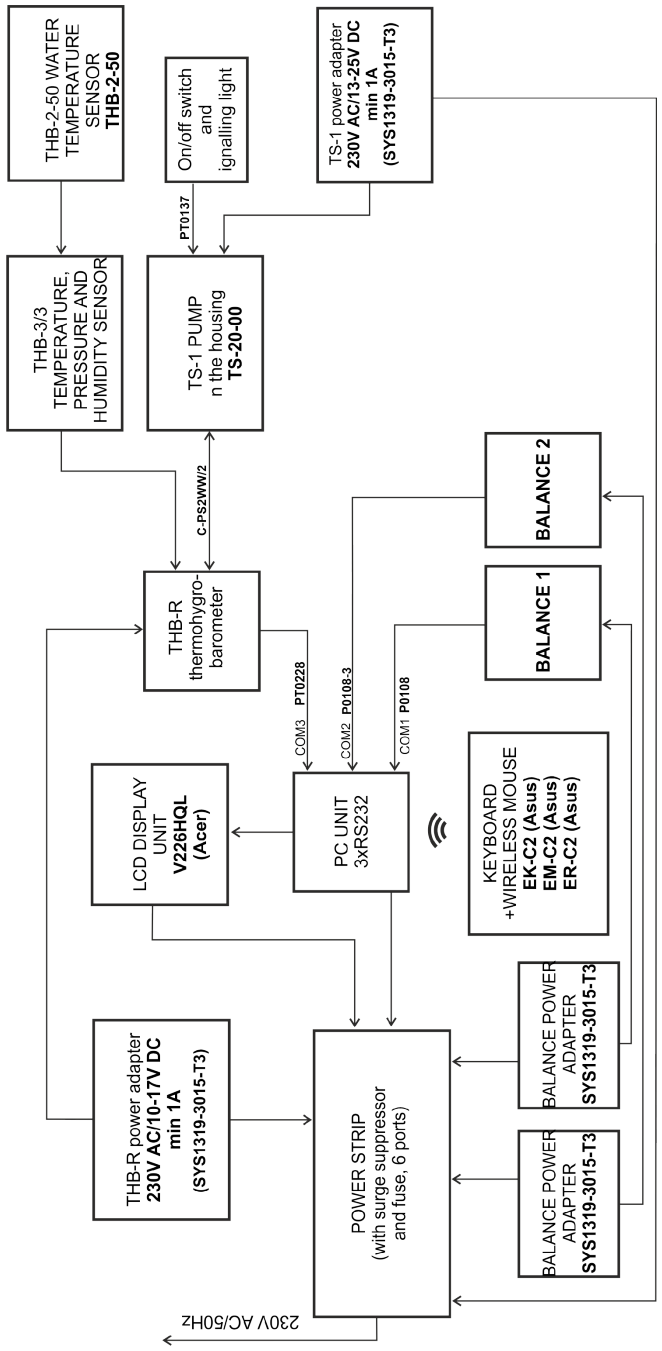 THB-2-50 WATER
TEMPERATURE
SENSOR
THB-2-50
On/off switch
and
ignalling light
TS-1 power adapter
230V AC/13-25V DC
min 1A
(SYS1319-3015-T3)
PT0137
THB-3/3
TEMPERATURE,
PRESSURE AND
HUMIDITY SENSOR
TS-1 PUMP
n the housing
TS-20-00
C-PS2WW/2
THB-R
thermohygro-
barometer
BALANCE 2
BALANCE 1
COM3 PT0228
COM2 P0108-3
COM1 P0108
LCD DISPLAY
UNIT
V226HQL
(Acer)
PC UNIT
3xRS232
KEYBOARD
+WIRELESS MOUSE
EK-C2 (Asus)
EM-C2 (Asus)
ER-C2 (Asus)
THB-R power adapter
230V AC/10-17V DC
min 1A
(SYS1319-3015-T3)
POWER STRIP
(with surge suppressor
and fuse, 6 ports)
BALANCE POWER
ADAPTER
SYS1319-3015-T3
BALANCE POWER
ADAPTER
SYS1319-3015-T3
230V AC/50Hz